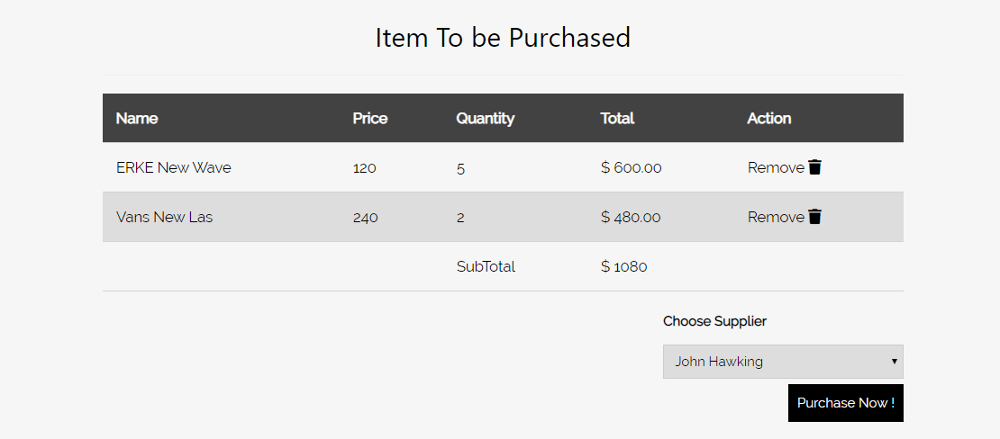 Item To be Purchased
Name Price Quantity Total Action
ERKE New Wave 120 5 $ 600.00 Remove
Vans New Las 240 2 $ 480.00 Remove
SubTotal $ 1080
Choose Supplier
John Hawking
Purchase Now !